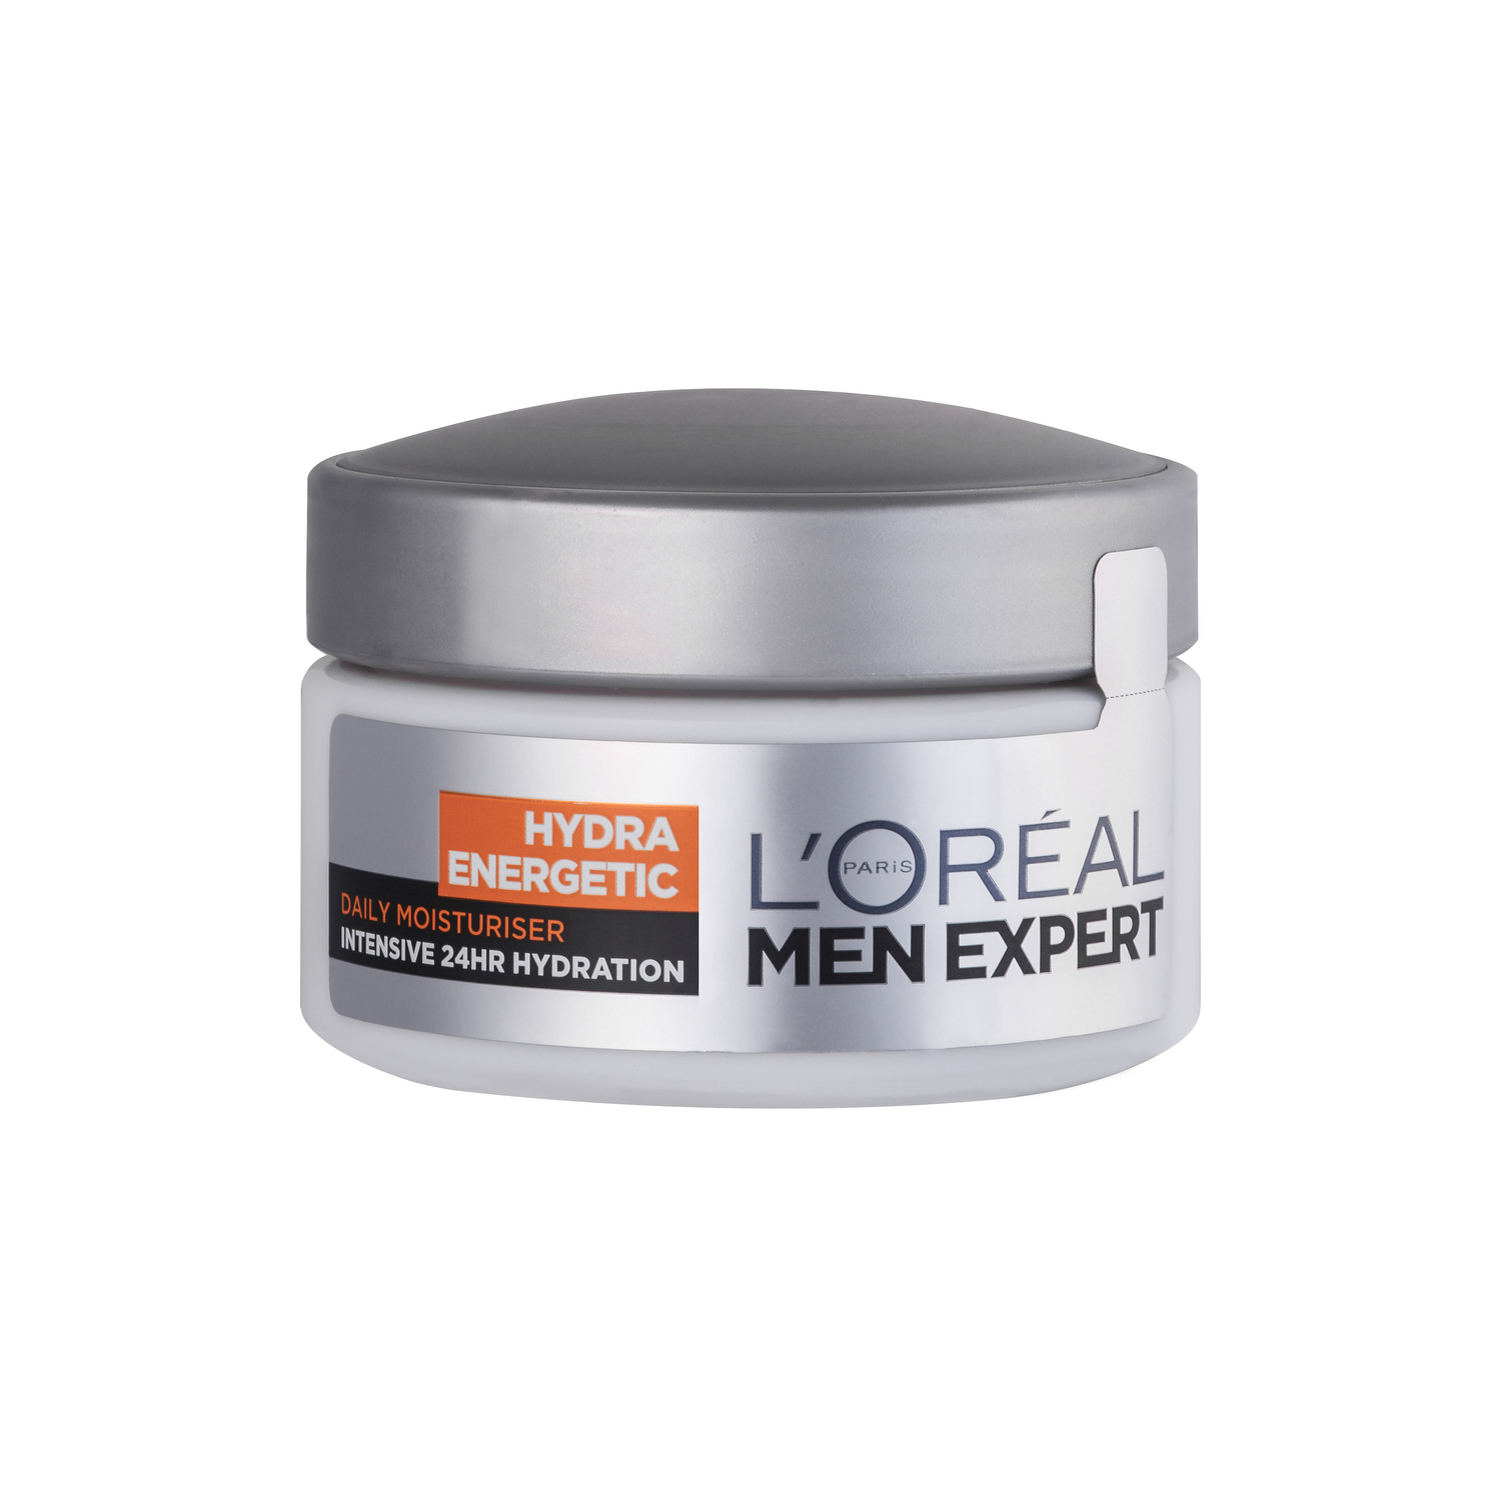 HYDRA
ENERGETIC
DAILY MOISTURISER
INTENSIVE 24HR HYDRATION
L'ORÉAL
PARiS
MEN EXPERT